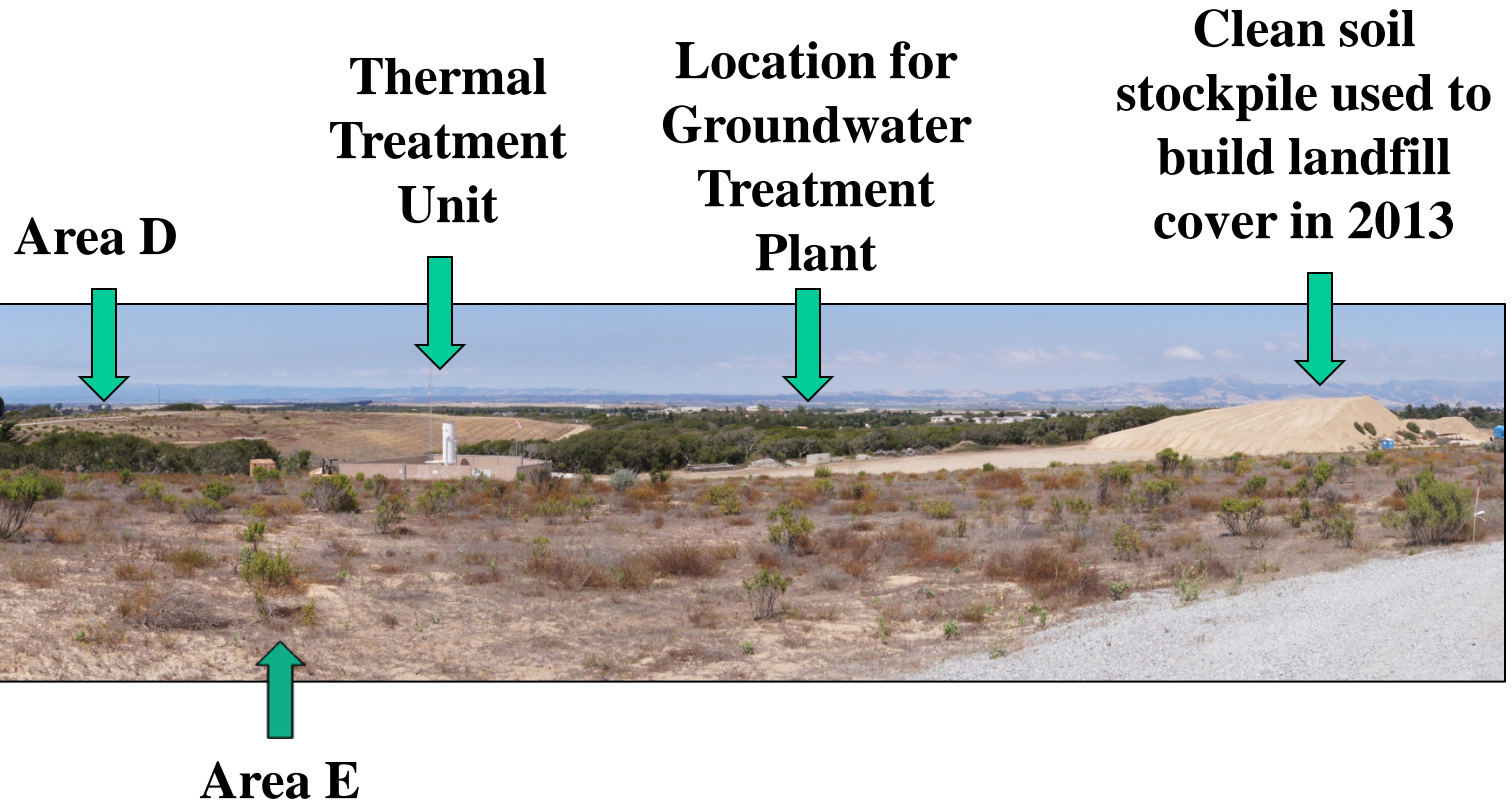 Area D
Thermal
Treatment
Unit
Location for
Groundwater
Treatment
Plant
Clean soil
stockpile used to
build landfill
cover in 2013
Area E